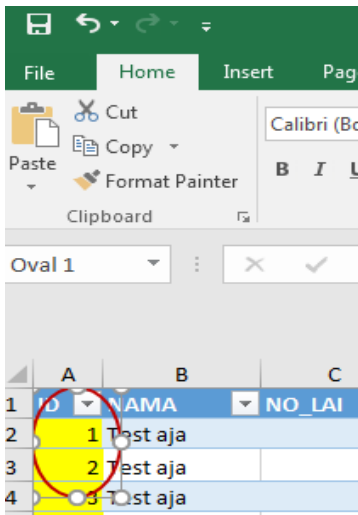 File Home Insert Pag
Cut
Calibri (Bo
Copy
Paste
B I U
Format Painter
Clipboard
Oval 1
A B C
1 ID NAMA NO_LAI
2 1 Test aja
3 2 Test aja
4 3 Test aja